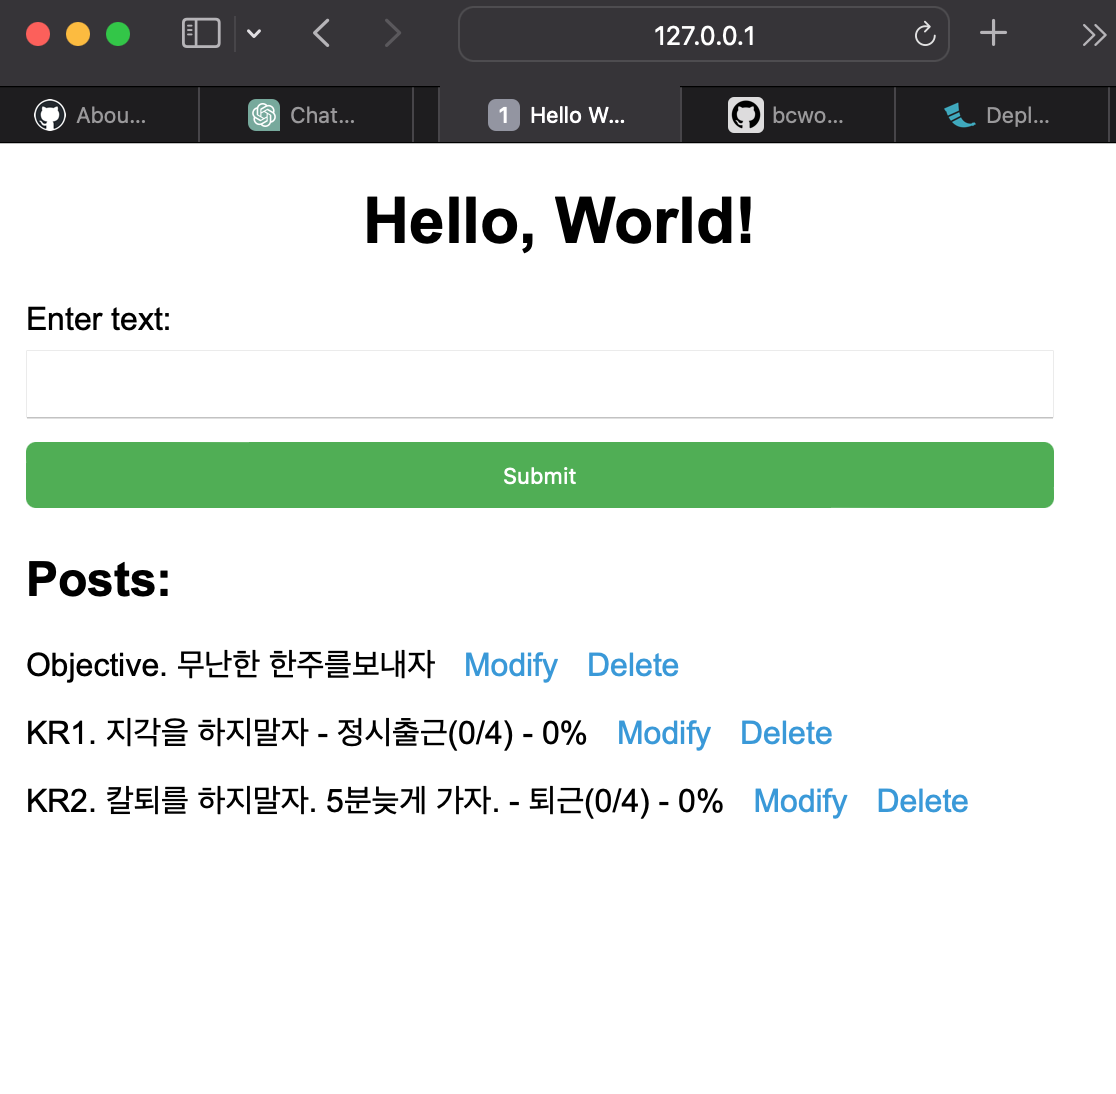 127.0.0.1
Abou... Chat... 1 Hello W... bcwo... Depl...
Hello, World!
Enter text:
Submit
Posts:
Objective. 무난한 한주를보내자 Modify Delete
KR1. 지각을 하지말자 - 정시출근(0/4) - 0% Modify Delete
KR2. 칼퇴를 하지말자. 5분늦게 가자. - 퇴근(0/4) - 0% Modify Delete